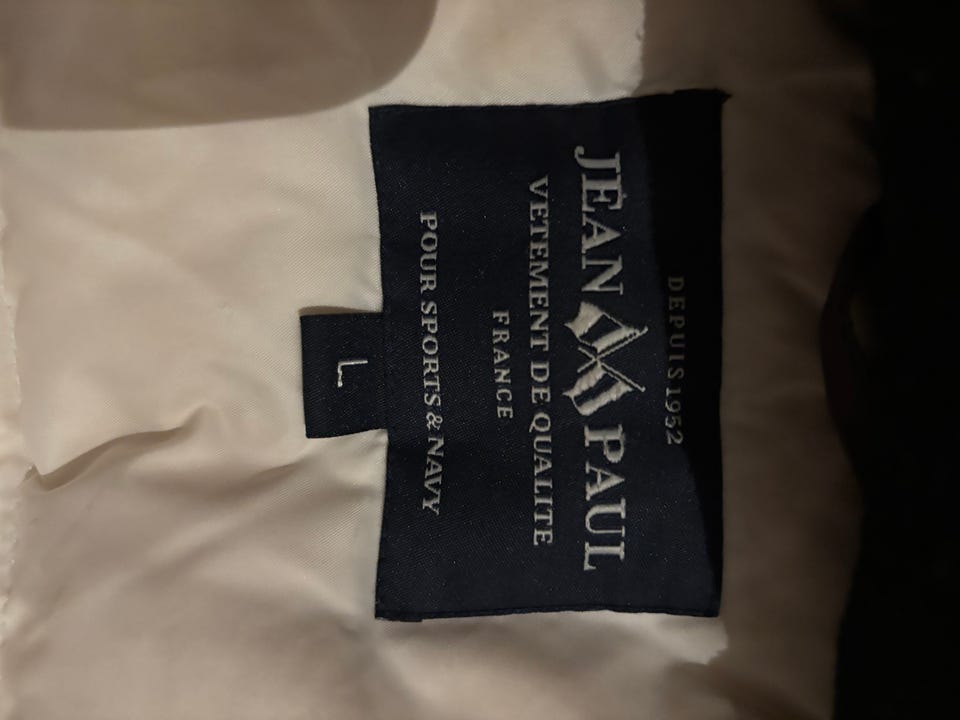 DEPUIS 1952
JEAN PAUL
VETEMENT DE QUALITE
FRANCE
POUR SPORTS & NAVY
L